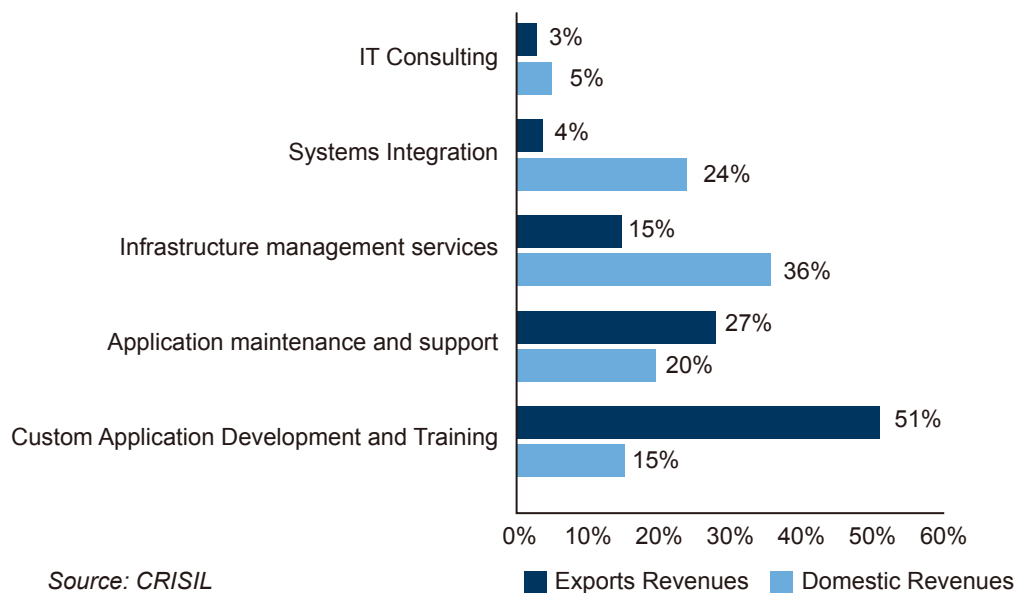 IT Consulting
3%
5%
Systems Integration
4%
24%
Infrastructure management services
15%
36%
Application maintenance and support
27%
20%
Custom Application Development and Training
51%
15%
0% 10% 20% 30% 40% 50% 60%
Source: CRISIL
Exports Revenues Domestic Revenues